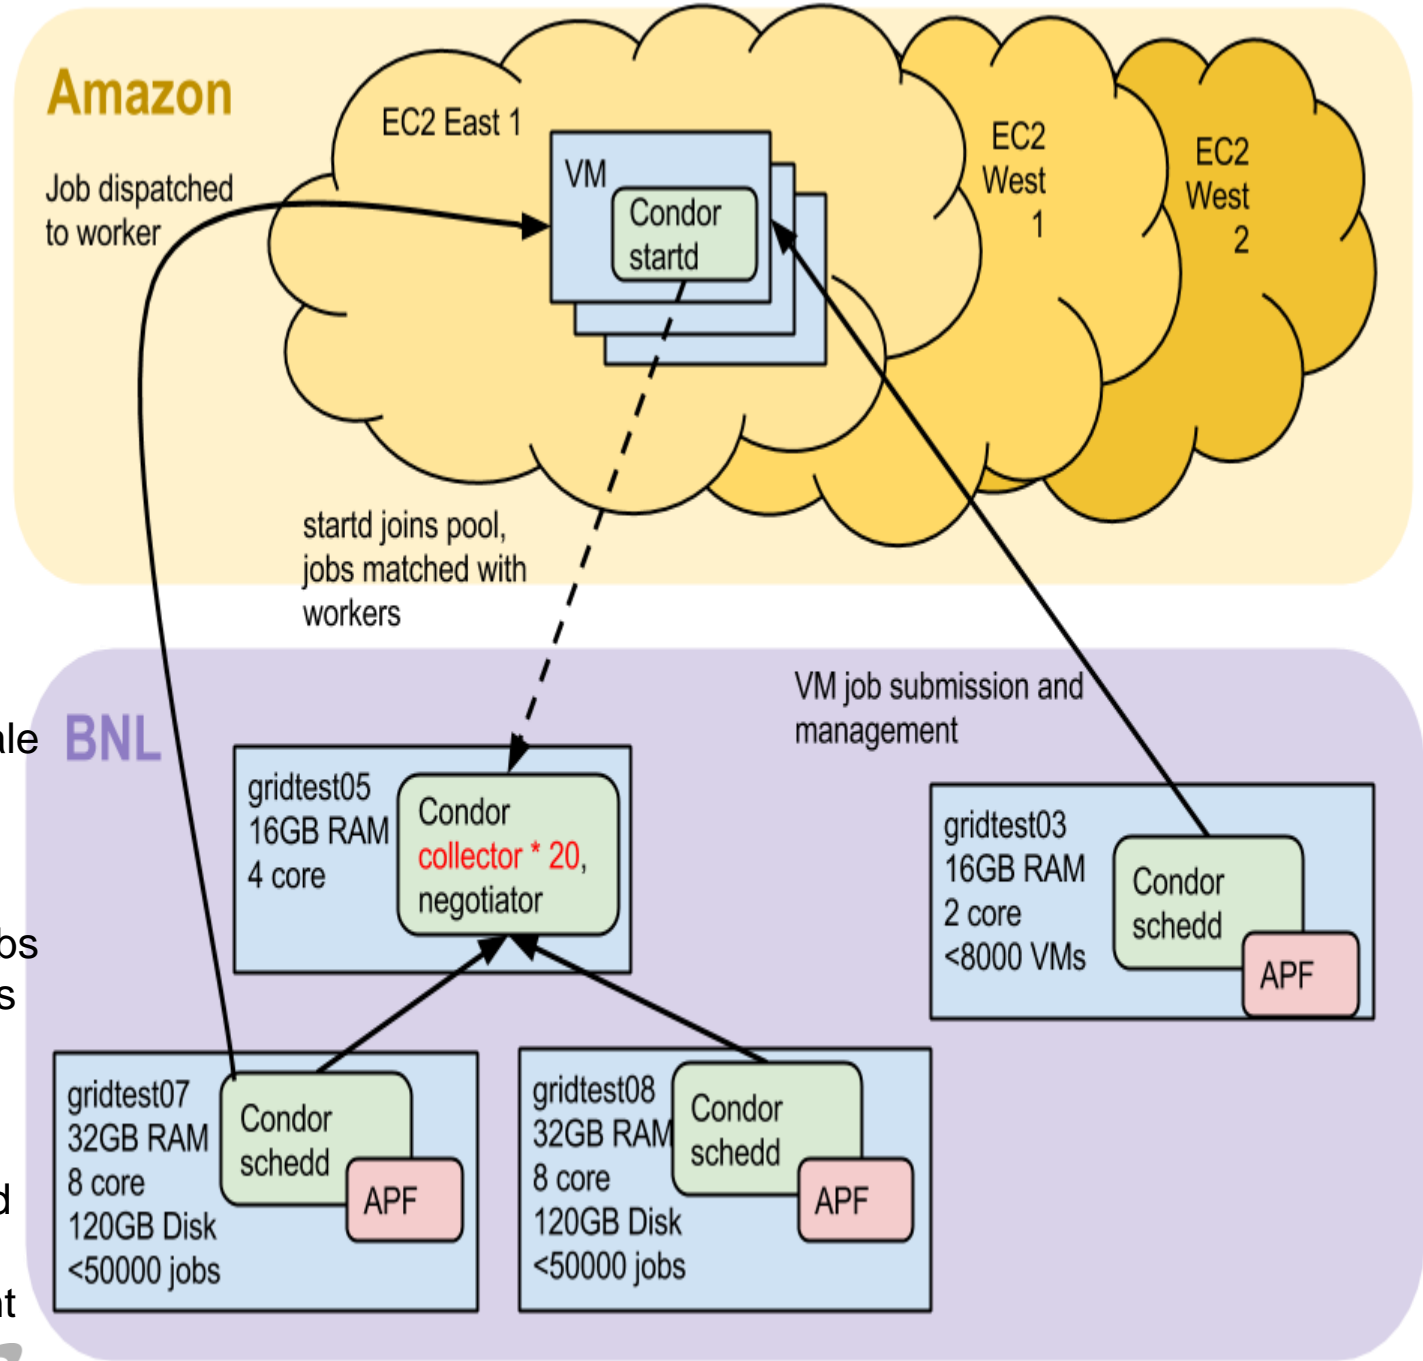 Amazon
Job dispatched
to worker
EC2 East 1
VM
Condor
startd
EC2
West
1
EC2
West
2
startd joins pool,
jobs matched with
workers
BNL
VM job submission and
management
gridtest05
16GB RAM
4 core
Condor
collector * 20,
negotiator
gridtest03
16GB RAM
2 core
<8000 VMs
Condor
schedd
APF
gridtest07
32GB RAM
8 core
120GB Disk
<50000 jobs
Condor
schedd
APF
gridtest08
32GB RAM
8 core
120GB Disk
<50000 jobs
Condor
schedd
APF